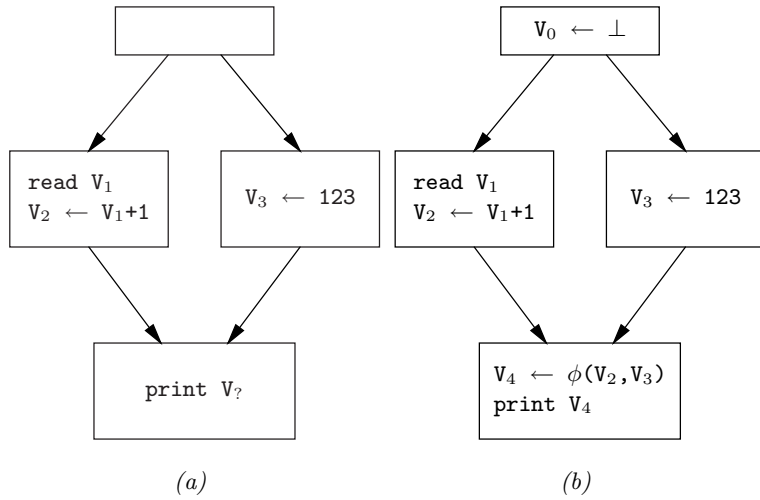 V₀ ← ⊥
read V₁
V₂ ← V₁+1
V₃ ← 123
read V₁
V₂ ← V₁+1
V₃ ← 123
print V?
V₄ ← ϕ(V₂,V₃)
print V₄
(a)
(b)